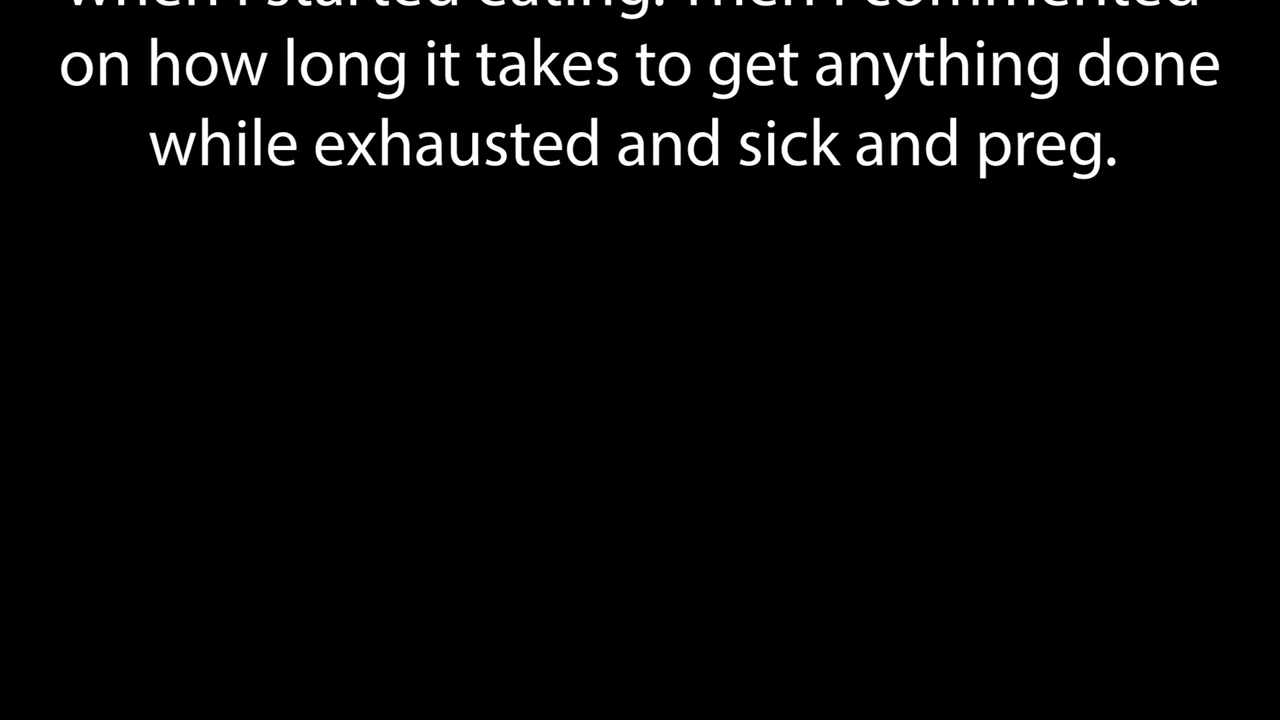 when I started eating. Then I commented
on how long it takes to get anything done
while exhausted and sick and preg.